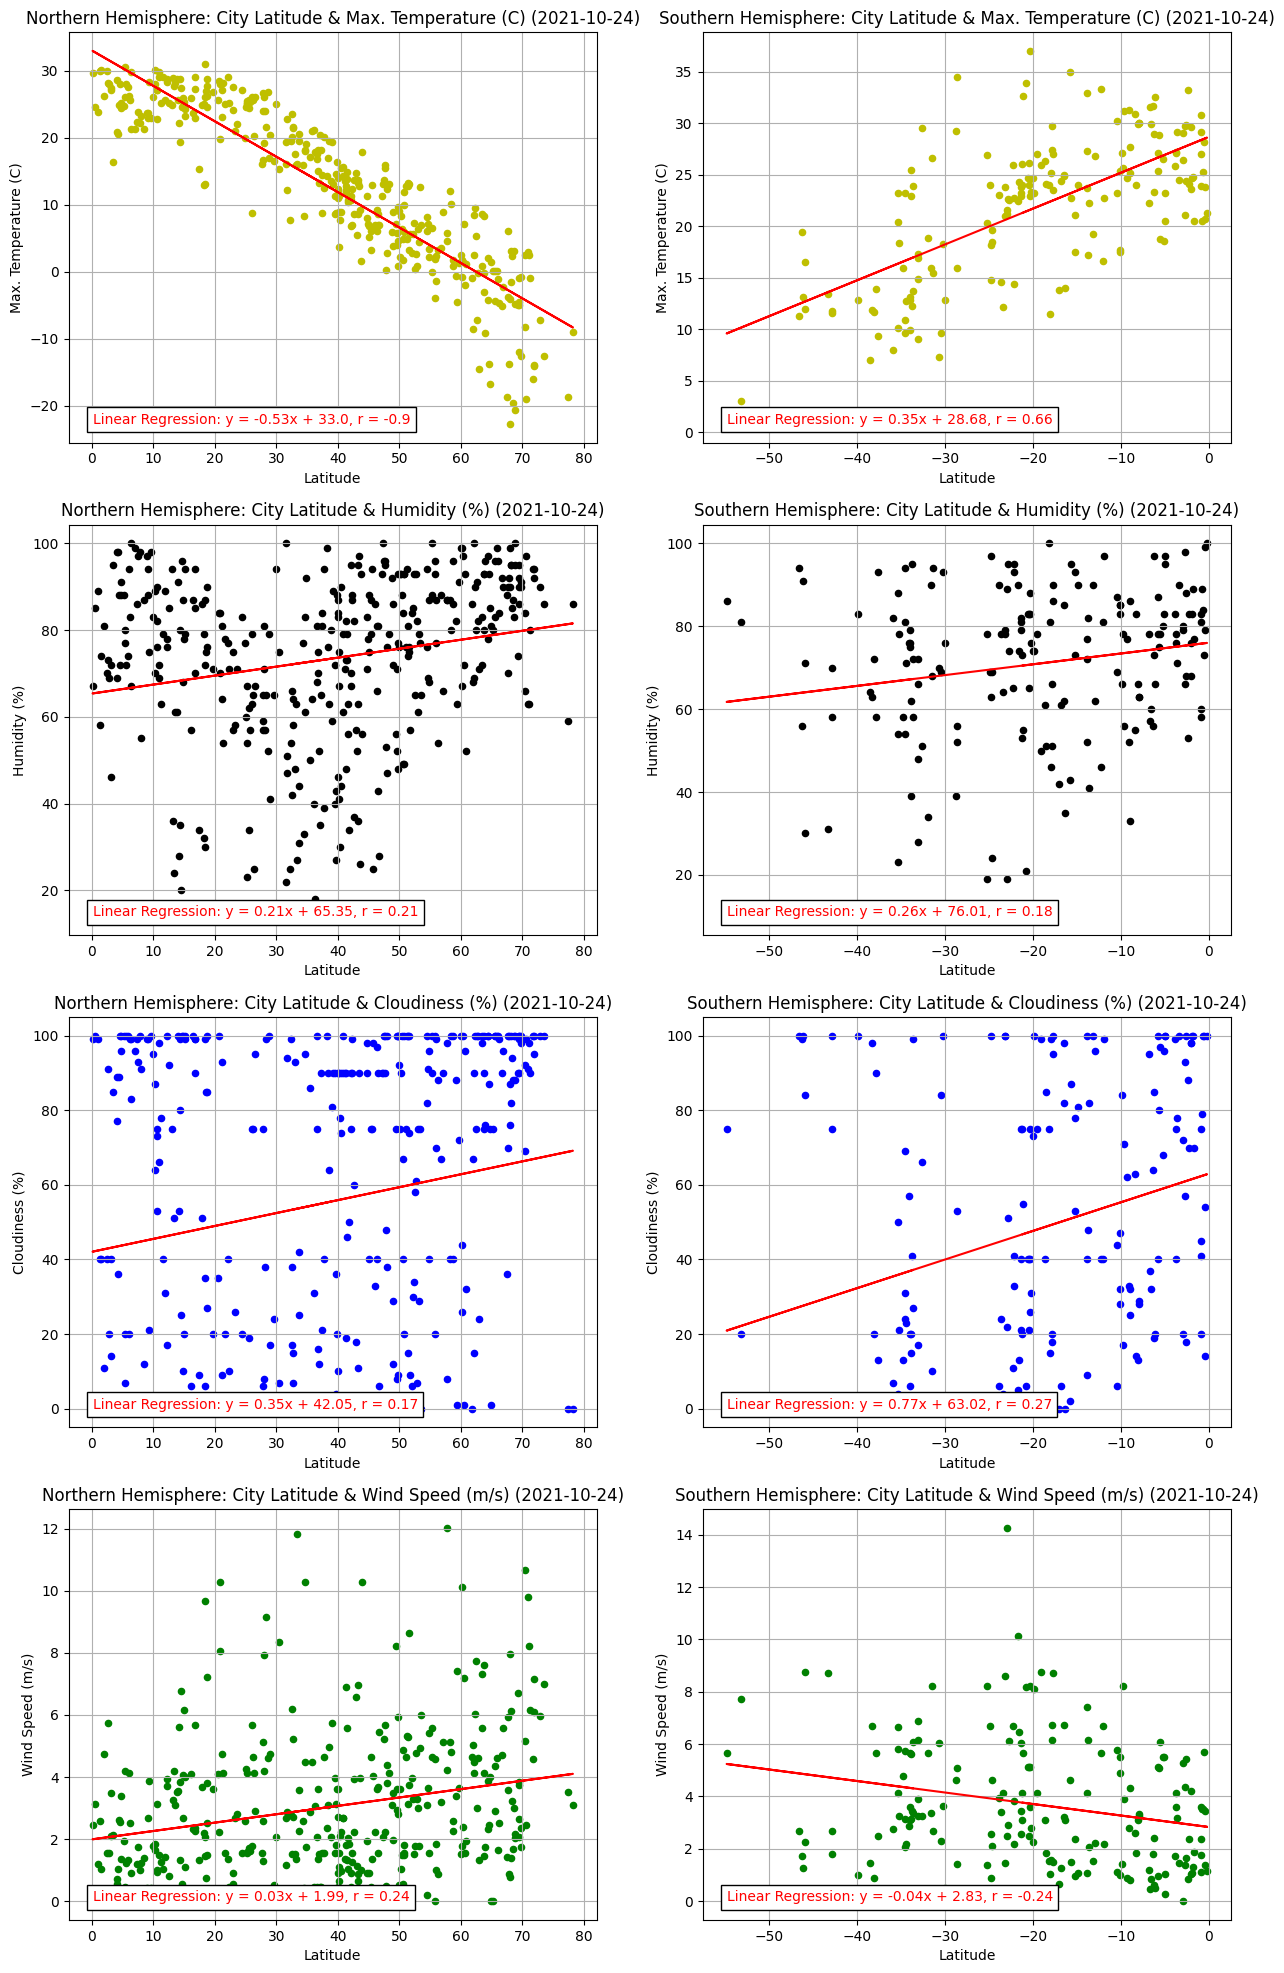 Northern Hemisphere: City Latitude & Max. Temperature (C) (2021-10-24)
Max. Temperature (C)
30
20
10
0
−10
−20
Linear Regression: y = -0.53x + 33.0, r = -0.9
0 10 20 30 40 50 60 70 80
Latitude
Southern Hemisphere: City Latitude & Max. Temperature (C) (2021-10-24)
Max. Temperature (C)
35
30
25
20
15
10
5
0
Linear Regression: y = 0.35x + 28.68, r = 0.66
−50 −40 −30 −20 −10 0
Latitude
Northern Hemisphere: City Latitude & Humidity (%) (2021-10-24)
Humidity (%)
100
80
60
40
20
Linear Regression: y = 0.21x + 65.35, r = 0.21
0 10 20 30 40 50 60 70 80
Latitude
Southern Hemisphere: City Latitude & Humidity (%) (2021-10-24)
Humidity (%)
100
80
60
40
20
Linear Regression: y = 0.26x + 76.01, r = 0.18
−50 −40 −30 −20 −10 0
Latitude
Northern Hemisphere: City Latitude & Cloudiness (%) (2021-10-24)
Cloudiness (%)
100
80
60
40
20
0
Linear Regression: y = 0.35x + 42.05, r = 0.17
0 10 20 30 40 50 60 70 80
Latitude
Southern Hemisphere: City Latitude & Cloudiness (%) (2021-10-24)
Cloudiness (%)
100
80
60
40
20
0
Linear Regression: y = 0.77x + 63.02, r = 0.27
−50 −40 −30 −20 −10 0
Latitude
Northern Hemisphere: City Latitude & Wind Speed (m/s) (2021-10-24)
Wind Speed (m/s)
12
10
8
6
4
2
0
Linear Regression: y = 0.03x + 1.99, r = 0.24
0 10 20 30 40 50 60 70 80
Latitude
Southern Hemisphere: City Latitude & Wind Speed (m/s) (2021-10-24)
Wind Speed (m/s)
14
12
10
8
6
4
2
0
Linear Regression: y = -0.04x + 2.83, r = -0.24
−50 −40 −30 −20 −10 0
Latitude